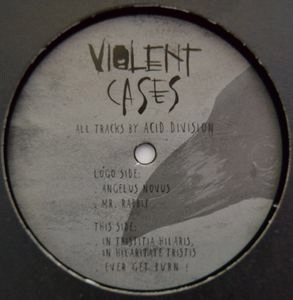 VIOLENT
CASES
ALL TRACKS BY ACID DIVISION
LOGO SIDE:
. ANGELUS NOVUS
. MR. RABBIT
THIS SIDE:
. IN TRISTITIA HILARIS,
IN HILARITATE TRISTIS
. EVER GET BURN !